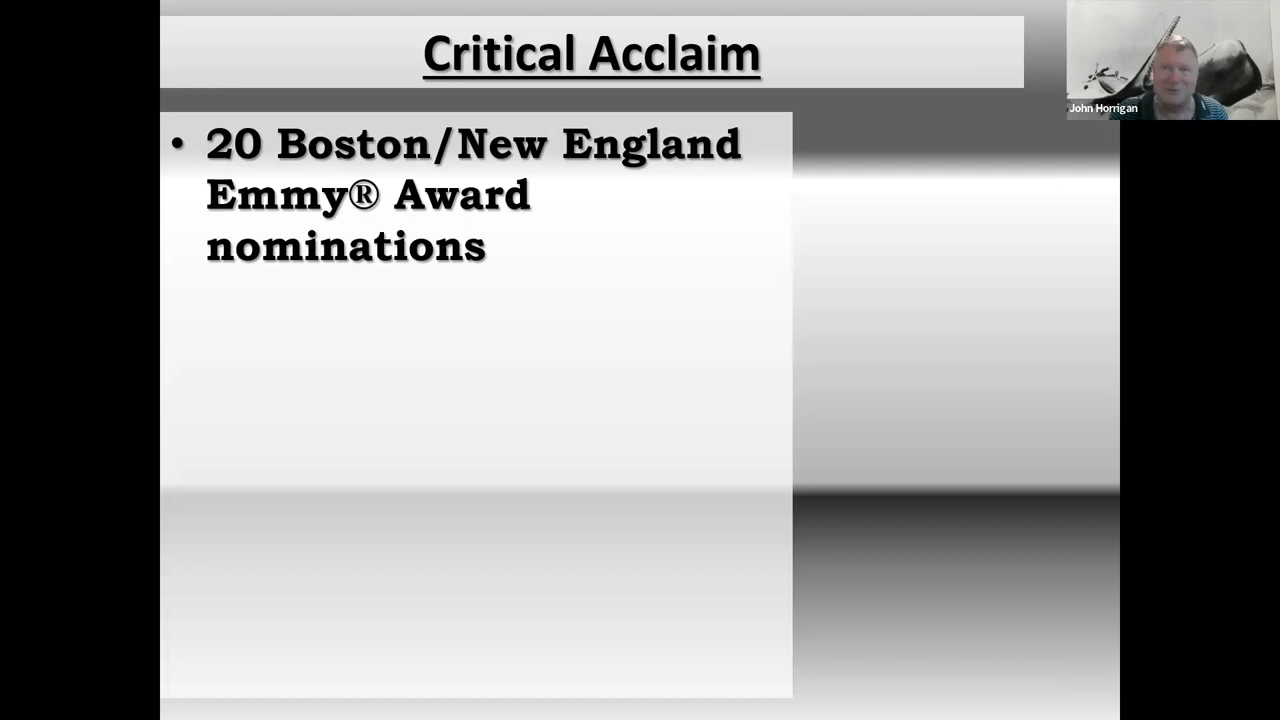 Critical Acclaim
John Horrigan
• 20 Boston/New England
Emmy® Award
nominations